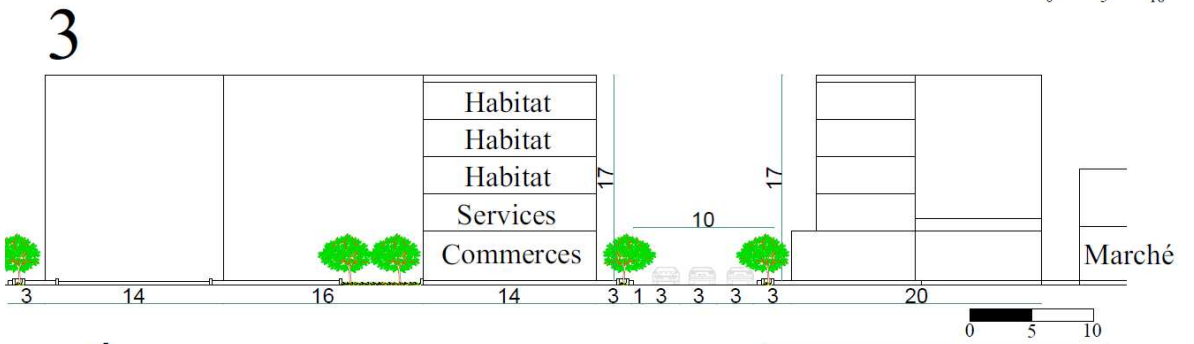 3
Habitat
Habitat
Habitat
17
17
Services
10
Commerces
Marché
3 14 16 14 3 1 3 3 3 3 20
0 5 10